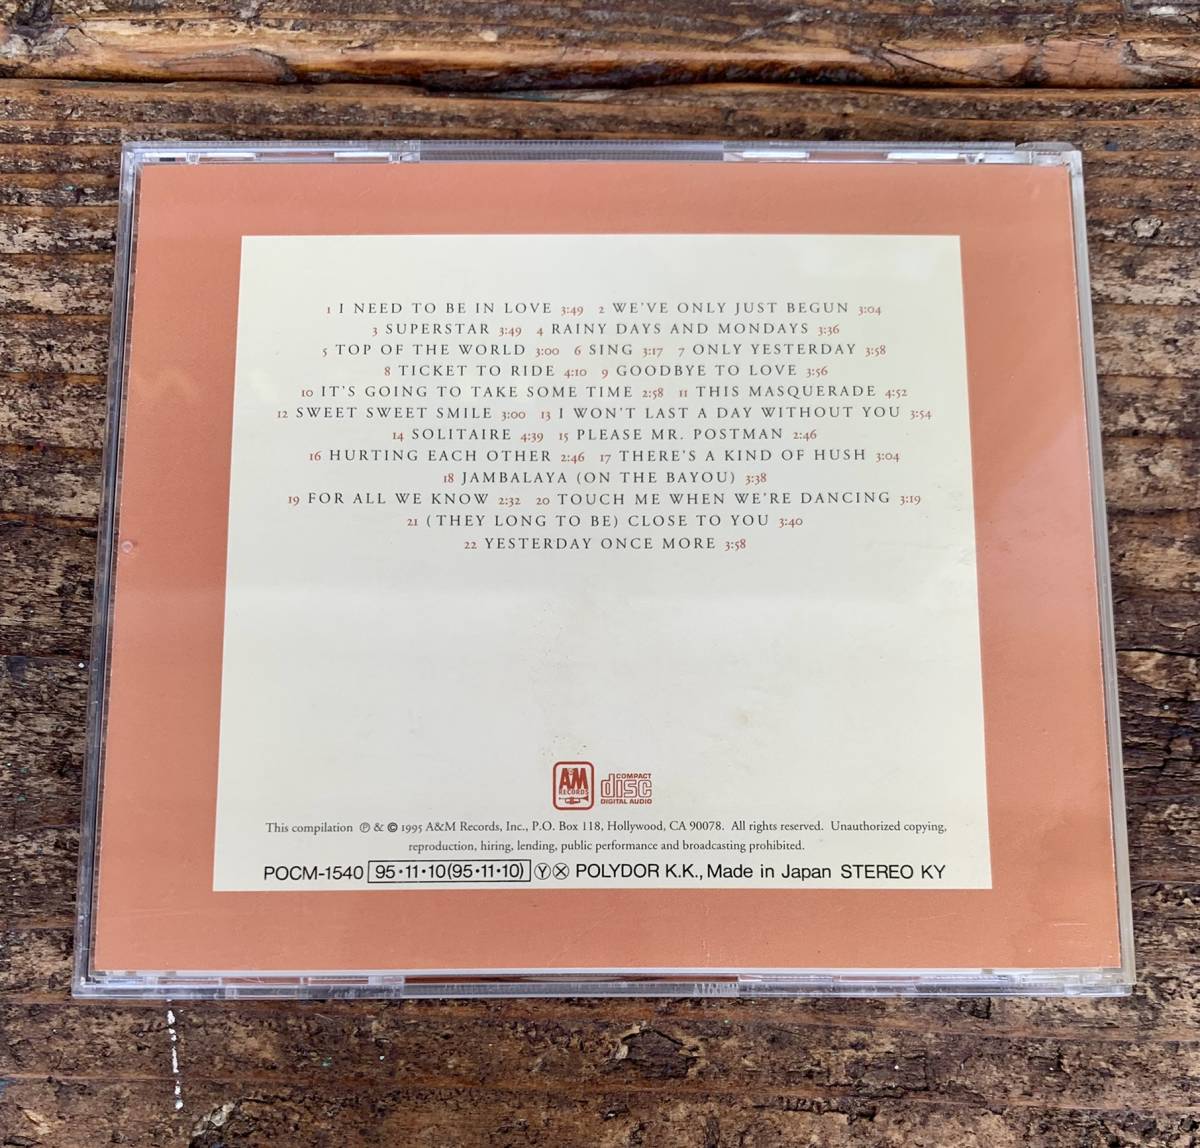 1 I NEED TO BE IN LOVE 3:49 2 WE'VE ONLY JUST BEGUN 3:04
3 SUPERSTAR 3:49 4 RAINY DAYS AND MONDAYS 3:36
5 TOP OF THE WORLD 3:00 6 SING 3:17 7 ONLY YESTERDAY 3:58
8 TICKET TO RIDE 4:10 9 GOODBYE TO LOVE 3:56
10 IT'S GOING TO TAKE SOME TIME 2:58 11 THIS MASQUERADE 4:52
12 SWEET SWEET SMILE 3:00 13 I WON'T LAST A DAY WITHOUT YOU 3:54
14 SOLITAIRE 4:39 15 PLEASE MR. POSTMAN 2:46
16 HURTING EACH OTHER 2:46 17 THERE'S A KIND OF HUSH 3:04
18 JAMBALAYA (ON THE BAYOU) 3:38
19 FOR ALL WE KNOW 2:32 20 TOUCH ME WHEN WE'RE DANCING 3:19
21 (THEY LONG TO BE) CLOSE TO YOU 3:40
22 YESTERDAY ONCE MORE 3:58
A&M
RECORDS
COMPACT
disc
DIGITAL AUDIO
This compilation ℗ & © 1995 A&M Records, Inc., P.O. Box 118, Hollywood, CA 90078. All rights reserved. Unauthorized copying,
reproduction, hiring, lending, public performance and broadcasting prohibited.
POCM-1540 95•11•10(95•11•10) Ⓨ Ⓧ POLYDOR K.K., Made in Japan STEREO KY